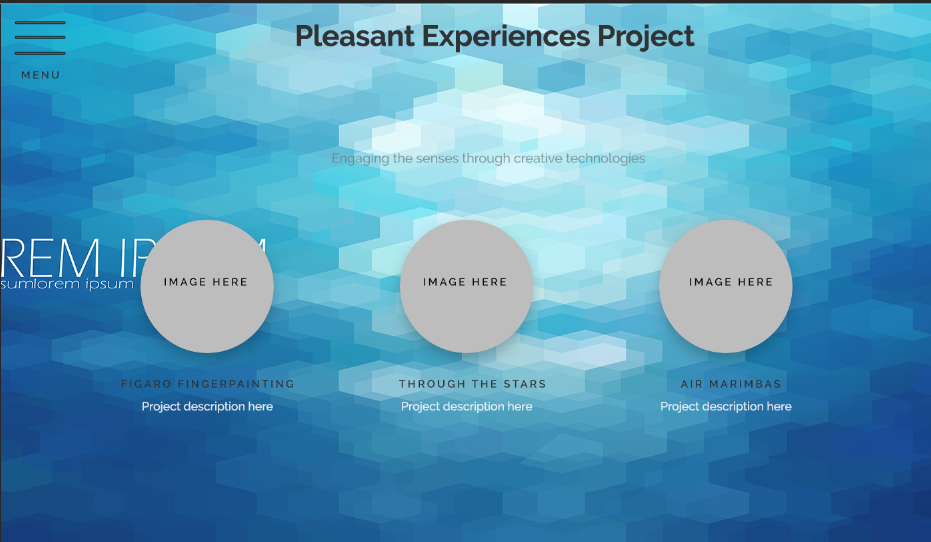 Pleasant Experiences Project
MENU
Engaging the senses through creative technologies
REM IP M
sumlorem ipsum
IMAGE HERE
IMAGE HERE
IMAGE HERE
FIGARO FINGERPAINTING
THROUGH THE STARS
AIR MARIMBAS
Project description here
Project description here
Project description here